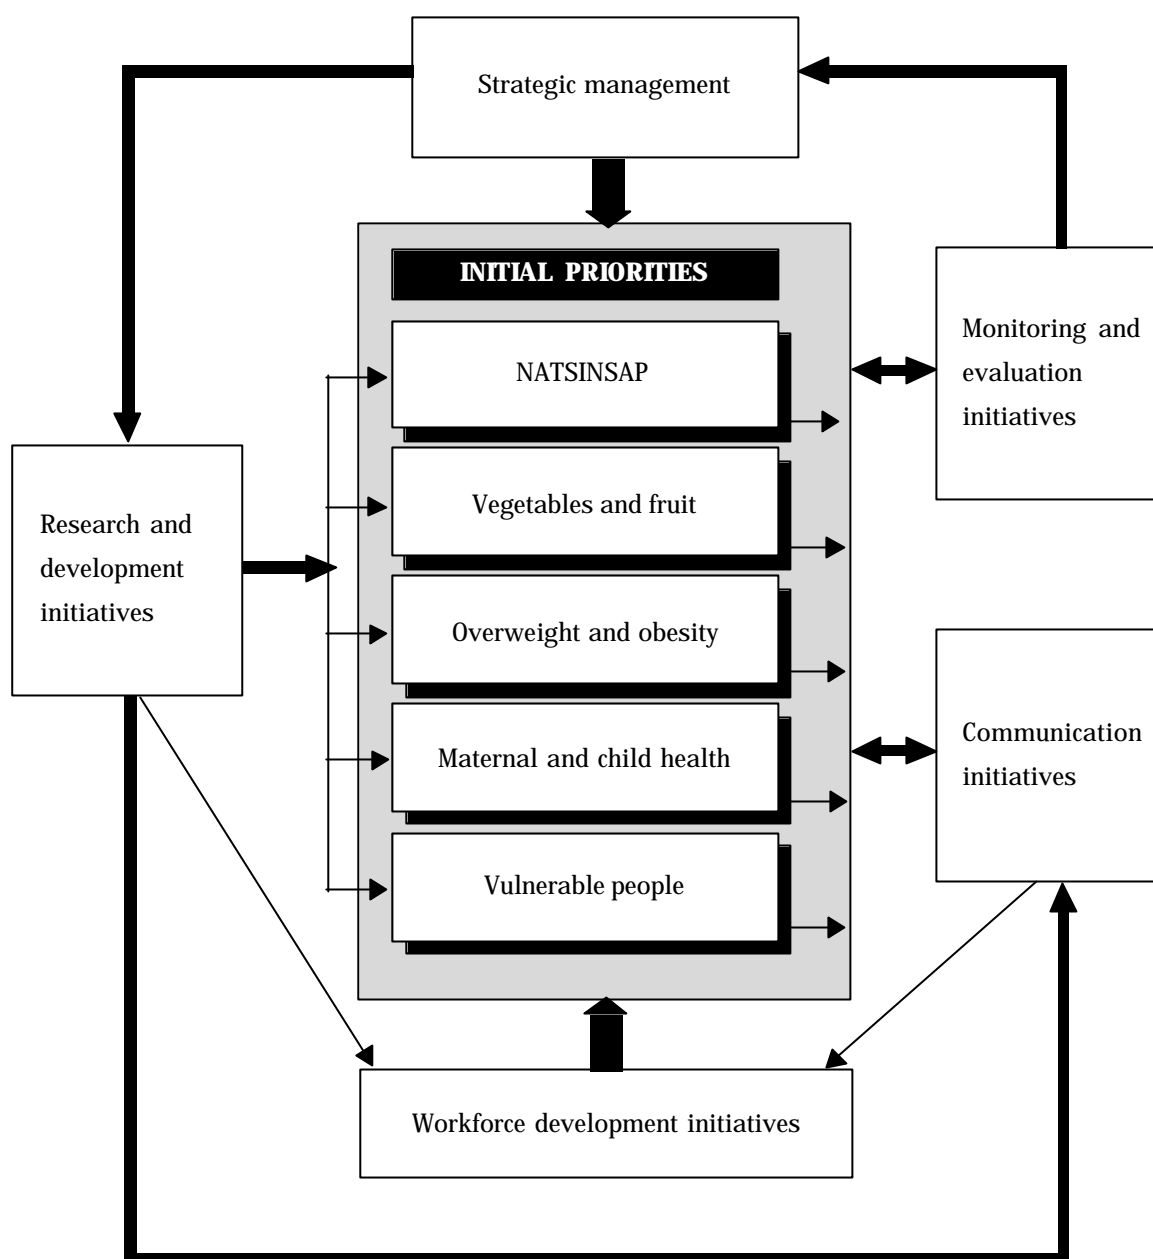 Strategic management
INITIAL PRIORITIES
NATSINSAP
Vegetables and fruit
Overweight and obesity
Maternal and child health
Vulnerable people
Monitoring and
evaluation
initiatives
Research and
development
initiatives
Communication
initiatives
Workforce development initiatives